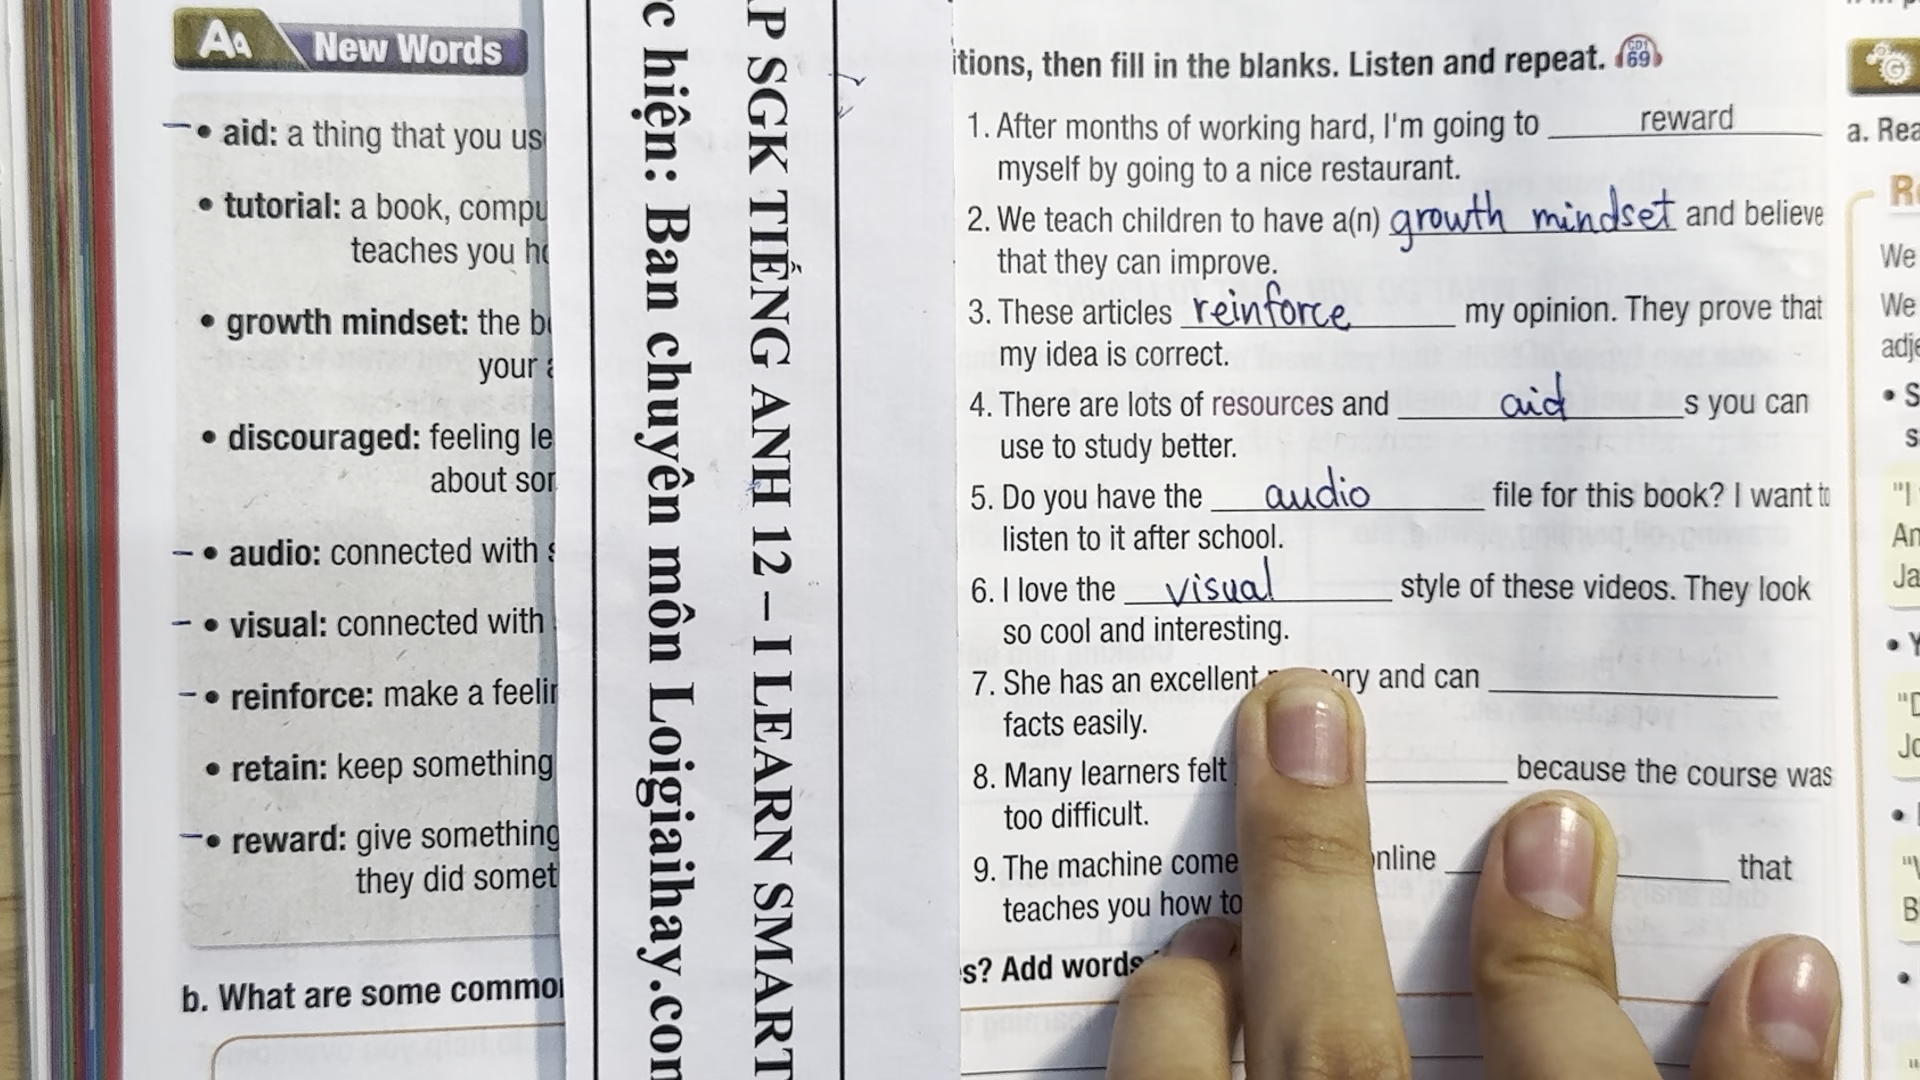 AA New Words
aid: a thing that you us
tutorial: a book, compu
teaches you ho
growth mindset: the
your
discouraged: feeling le
about
audio: connected with
visual: connected with
reinforce: make a
retain: keep something
reward: give something
they did
b. What are some
hiện: Ban chuyên môn Loigiaihay.com
SGK TIẾNG ANH 12 – I LEARN SMART
then fill in the blanks. Listen and repeat. CD1 69
1. After months of working hard, I'm going to reward
myself by going to a nice restaurant.
2. We teach children to have a(n) growth mindset and believe
that they can improve.
3. These articles reinforce my opinion. They prove that
my idea is correct.
4. There are lots of resources and aid s you can
use to study better.
5. Do you have the audio file for this book? I want to
listen to it after school.
6. I love the visual style of these videos. They look
so cool and interesting.
7. She has an excellent and can ______
facts easily.
8. Many learners felt ______ because the course was
too difficult.
9. The machine come nline ______ that
teaches you how to
s? Add words
a. Rea
We
We
adje